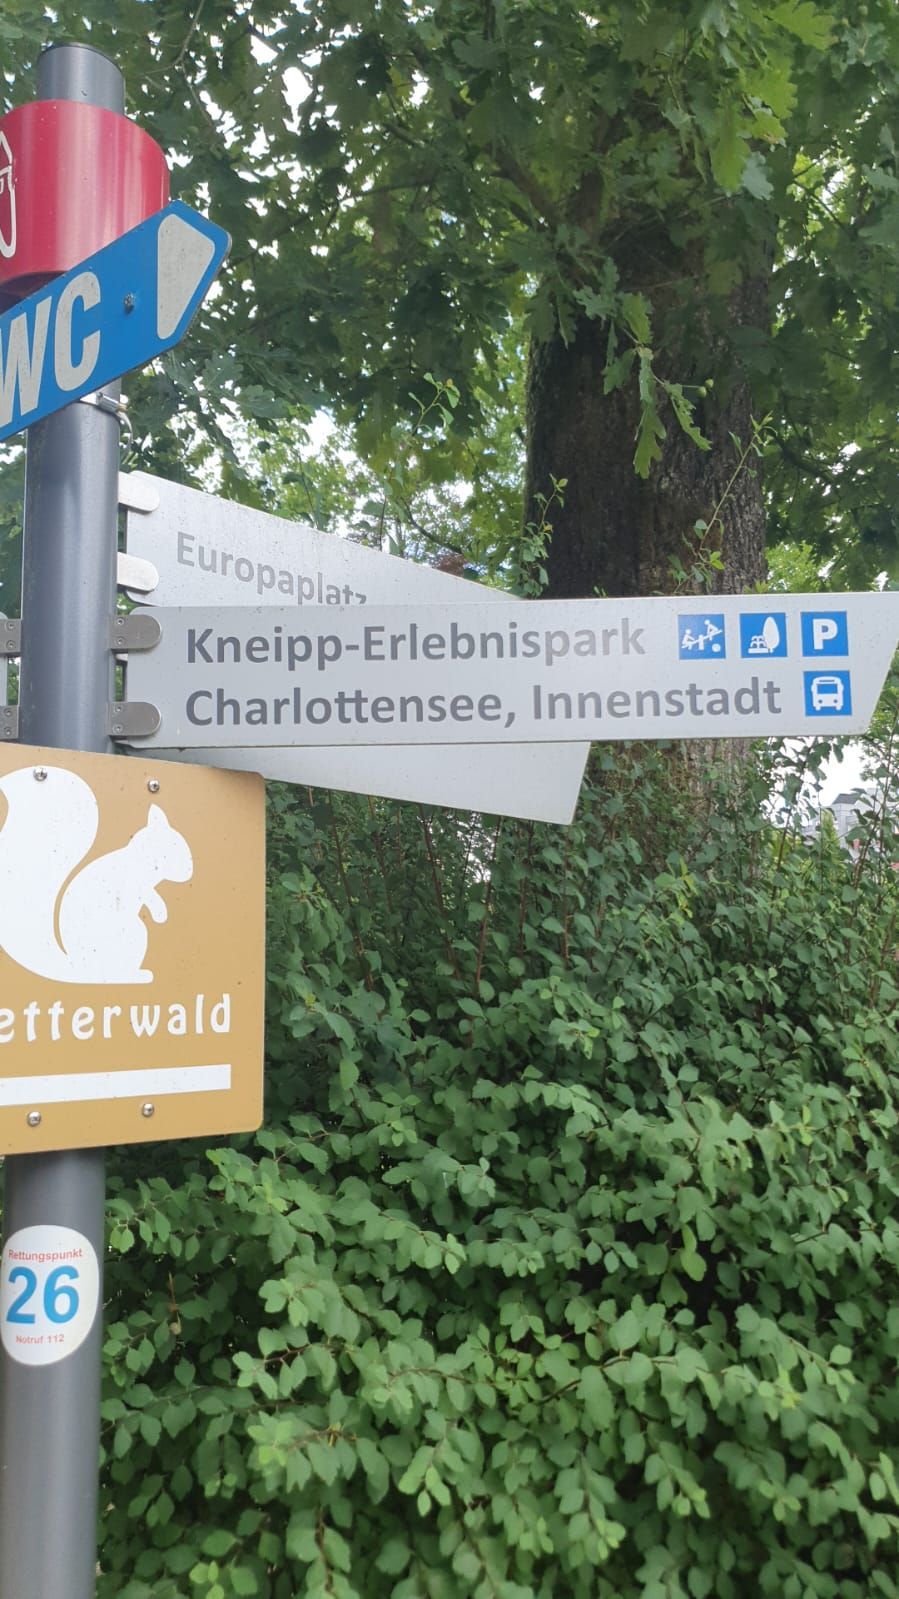 WC
Europaplatz
Kneipp-Erlebnispark P
Charlottensee, Innenstadt
etterwald
Rettungspunkt
26
Notruf 112